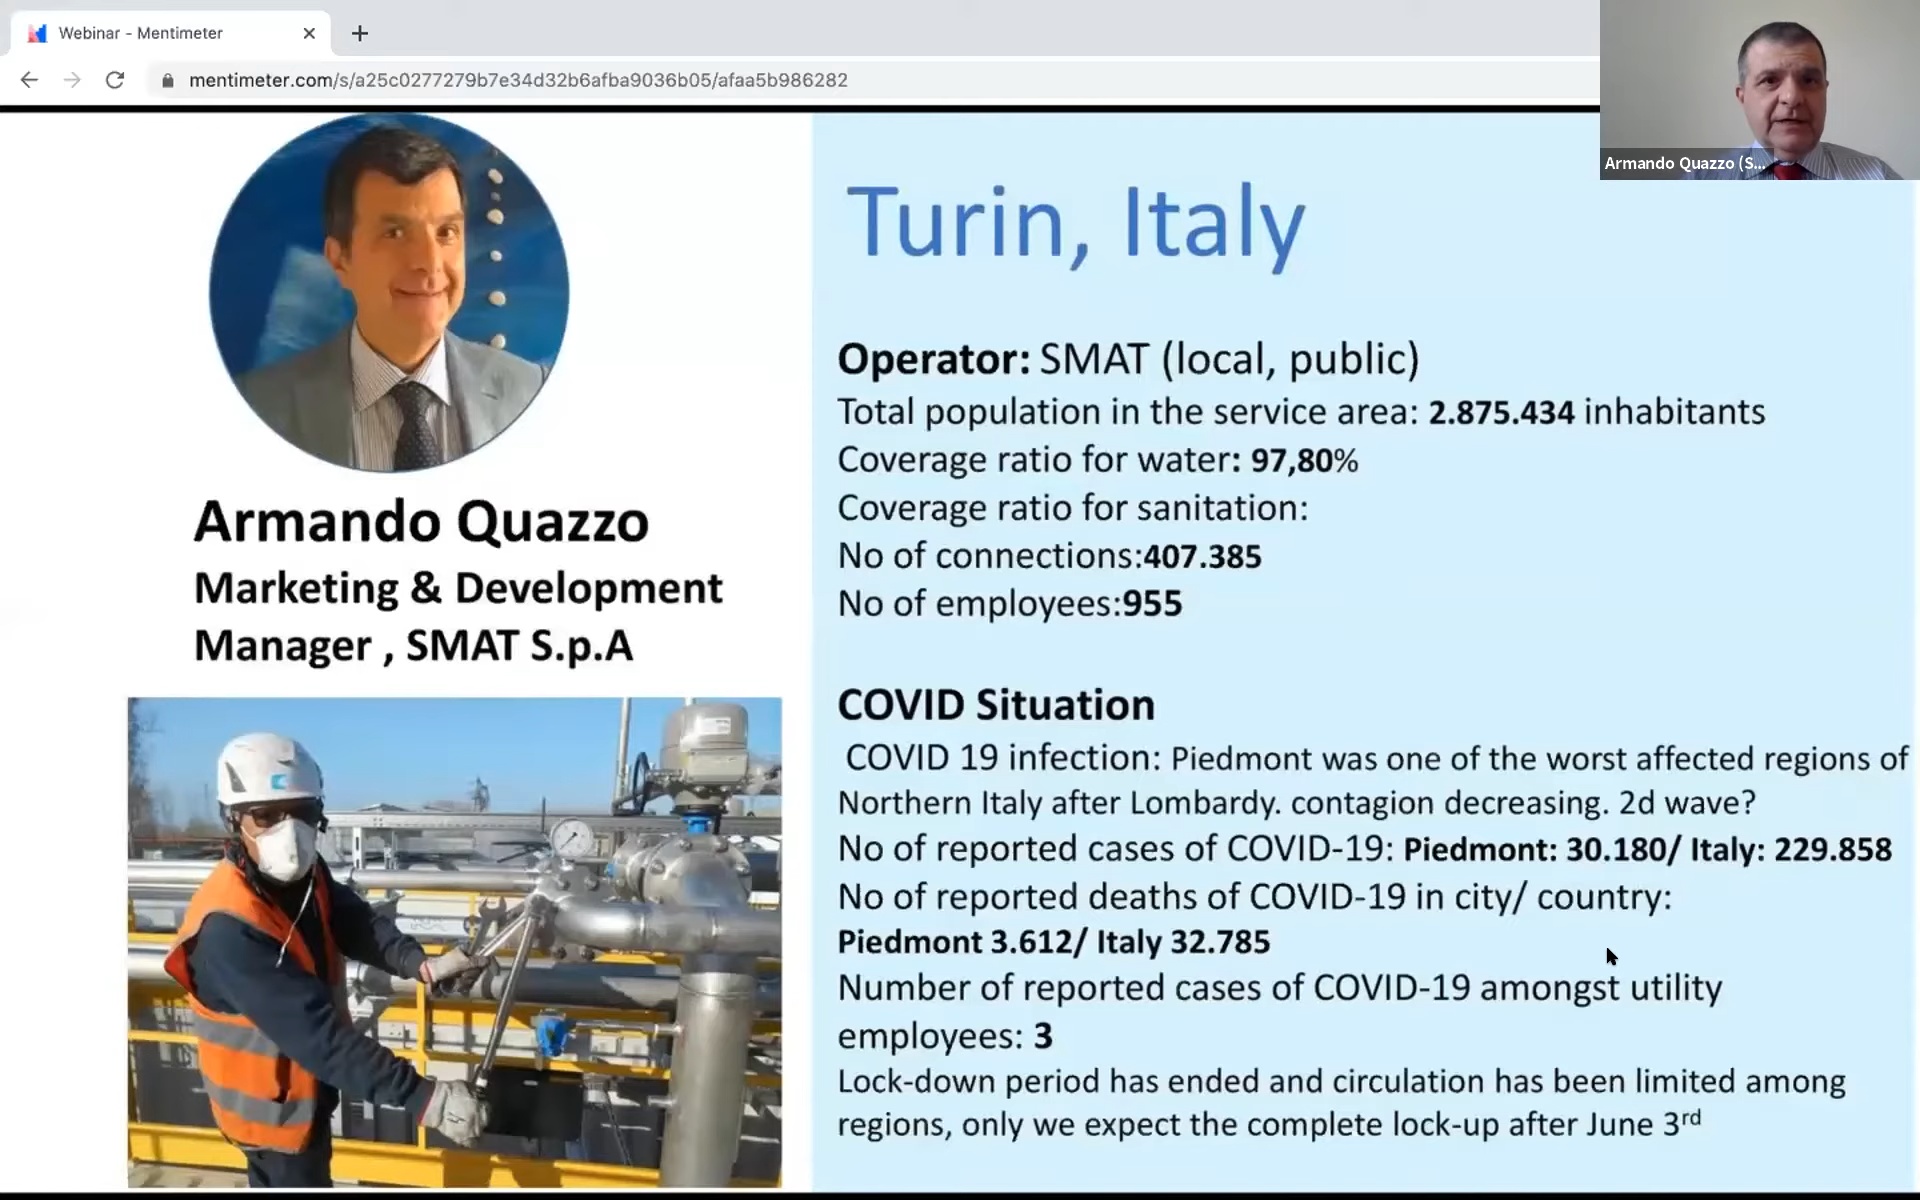 Webinar - Mentimeter
mentimeter.com/s/a25c0277279b7e34d32b6afba9036b05/afaa5b986282
Armando Quazzo (S...
Armando Quazzo
Marketing & Development
Manager , SMAT S.p.A
Turin, Italy
Operator: SMAT (local, public)
Total population in the service area: 2.875.434 inhabitants
Coverage ratio for water: 97,80%
Coverage ratio for sanitation:
No of connections:407.385
No of employees:955
COVID Situation
COVID 19 infection: Piedmont was one of the worst affected regions of
Northern Italy after Lombardy. contagion decreasing. 2d wave?
No of reported cases of COVID-19: Piedmont: 30.180/ Italy: 229.858
No of reported deaths of COVID-19 in city/ country:
Piedmont 3.612/ Italy 32.785
Number of reported cases of COVID-19 amongst utility
employees: 3
Lock-down period has ended and circulation has been limited among
regions, only we expect the complete lock-up after June 3rd